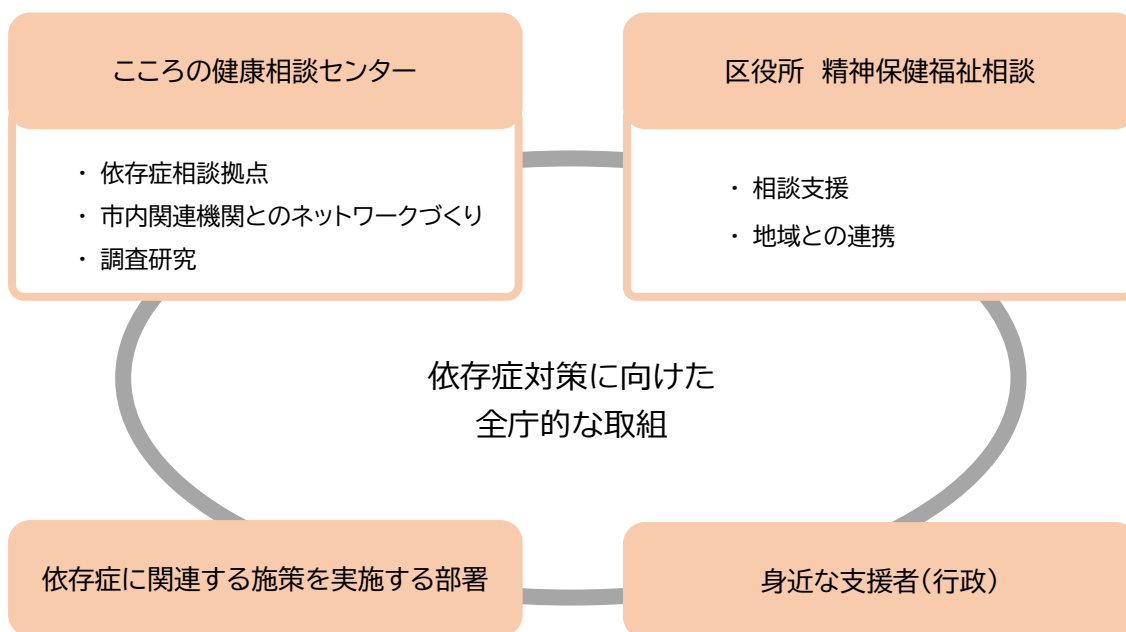 こころの健康相談センター
・ 依存症相談拠点
・ 市内関連機関とのネットワークづくり
・ 調査研究
区役所 精神保健福祉相談
・ 相談支援
・ 地域との連携
依存症対策に向けた
全庁的な取組
依存症に関連する施策を実施する部署
身近な支援者(行政)